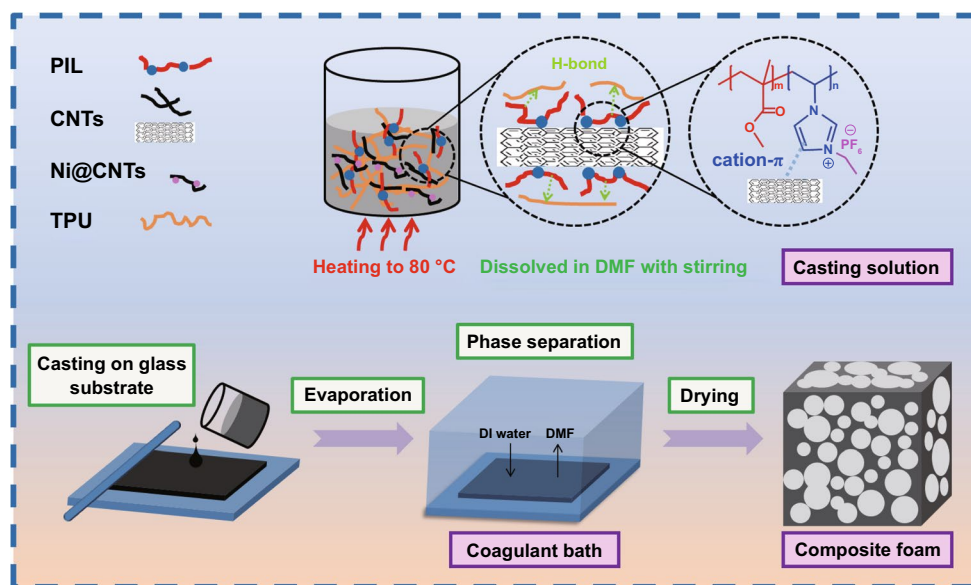 PIL
CNTs
Ni@CNTs
TPU
H-bond
m
n
O
O
N
N
⊕
⊖
PF6
cation-π
Heating to 80 °C
Dissolved in DMF with stirring
Casting solution
Casting on glass
substrate
Evaporation
Phase separation
DI water
DMF
Coagulant bath
Drying
Composite foam